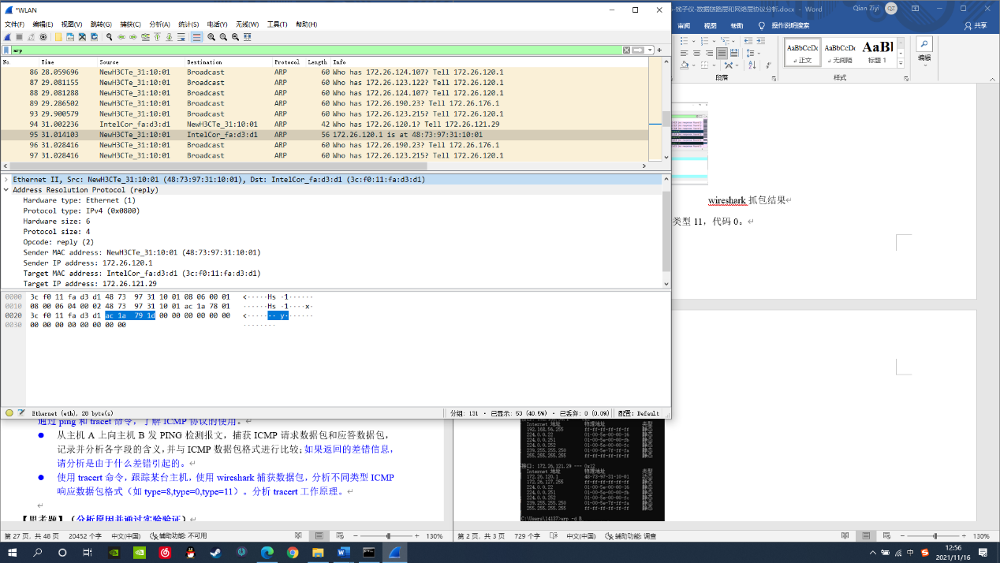 *WLAN
文件(F) 编辑(E) 视图(V) 跳转(G) 捕获(C) 分析(A) 统计(S) 电话(Y) 无线(W) 工具(T) 帮助(H)
arp
No. Time Source Destination Protocol Length Info
86 28.059696 NewH3CTe_31:10:01 Broadcast ARP 60 Who has 172.26.124.107? Tell 172.26.120.1
87 29.081155 NewH3CTe_31:10:01 Broadcast ARP 60 Who has 172.26.123.122? Tell 172.26.120.1
88 29.081288 NewH3CTe_31:10:01 Broadcast ARP 60 Who has 172.26.124.107? Tell 172.26.120.1
89 29.286502 NewH3CTe_31:10:01 Broadcast ARP 60 Who has 172.26.190.23? Tell 172.26.176.1
93 29.900579 NewH3CTe_31:10:01 Broadcast ARP 60 Who has 172.26.123.215? Tell 172.26.120.1
94 31.002236 IntelCor_fa:d3:d1 NewH3CTe_31:10:01 ARP 42 Who has 172.26.120.1? Tell 172.26.121.29
95 31.014103 NewH3CTe_31:10:01 IntelCor_fa:d3:d1 ARP 56 172.26.120.1 is at 48:73:97:31:10:01
96 31.028416 NewH3CTe_31:10:01 Broadcast ARP 60 Who has 172.26.190.23? Tell 172.26.176.1
97 31.028416 NewH3CTe_31:10:01 Broadcast ARP 60 Who has 172.26.123.215? Tell 172.26.120.1
Ethernet II, Src: NewH3CTe_31:10:01 (48:73:97:31:10:01), Dst: IntelCor_fa:d3:d1 (3c:f0:11:fa:d3:d1)
Address Resolution Protocol (reply)
Hardware type: Ethernet (1)
Protocol type: IPv4 (0x0800)
Hardware size: 6
Protocol size: 4
Opcode: reply (2)
Sender MAC address: NewH3CTe_31:10:01 (48:73:97:31:10:01)
Sender IP address: 172.26.120.1
Target MAC address: IntelCor_fa:d3:d1 (3c:f0:11:fa:d3:d1)
Target IP address: 172.26.121.29
0000 3c f0 11 fa d3 d1 48 73 97 31 10 01 08 06 00 01 <·····Hs ·1······
0010 08 00 06 04 00 02 48 73 97 31 10 01 ac 1a 78 01 ······Hs ·1····x·
0020 3c f0 11 fa d3 d1 ac 1a 79 1d 00 00 00 00 00 00 <······· y·······
0030 00 00 00 00 00 00 00 00 ········
Ethernet (eth), 28 byte(s) 分组: 131 · 已显示: 53 (40.5%) · 已丢弃: 0 (0.0%) 配置: Default
-钱子仪-数据链路层和网络层协议分析.docx - Word Qian Ziyi QZ
审阅 视图 帮助 操作说明搜索 共享
AaBbCcDc AaBbCcDc AaBl
正文 无间隔 标题 1
编辑
段落 样式
wireshark 抓包结果
类型 11，代码 0。
通过 ping 和 tracet 命令，了解 ICMP 协议的使用。
● 从主机 A 上向主机 B 发 PING 检测报文，捕获 ICMP 请求数据包和应答数据包，
记录并分析各字段的含义，并与 ICMP 数据包格式进行比较；如果返回的差错信息，
请分析是由于什么差错引起的。
● 使用 tracert 命令，跟踪某台主机，使用 wireshark 捕获数据包，分析不同类型 ICMP
响应数据包格式（如 type=8,type=0,type=11）。分析 tracert 工作原理。
【思考题】（分析原因并通过实验验证）
Internet 地址 物理地址 类型
192.168.56.255 ff-ff-ff-ff-ff-ff 静态
224.0.0.22 01-00-5e-00-00-16 静态
224.0.0.251 01-00-5e-00-00-fb 静态
224.0.0.252 01-00-5e-00-00-fc 静态
239.255.255.250 01-00-5e-7f-ff-fa 静态
255.255.255.255 ff-ff-ff-ff-ff-ff 静态
接口: 172.26.121.29 --- 0x12
Internet 地址 物理地址 类型
172.26.120.1 48-73-97-31-10-01 动态
172.26.127.255 ff-ff-ff-ff-ff-ff 静态
224.0.0.22 01-00-5e-00-00-16 静态
224.0.0.251 01-00-5e-00-00-fb 静态
224.0.0.252 01-00-5e-00-00-fc 静态
239.255.255.250 01-00-5e-7f-ff-fa 静态
255.255.255.255 ff-ff-ff-ff-ff-ff 静态
C:\Users\14137>arp -d
第 27 页，共 48 页 20452 个字 中文(中国) 辅助功能: 不可用 130%
第 2 页，共 3 页 729 个字 中文(中国) 辅助功能: 调查 130%
中
12:56
2021/11/16